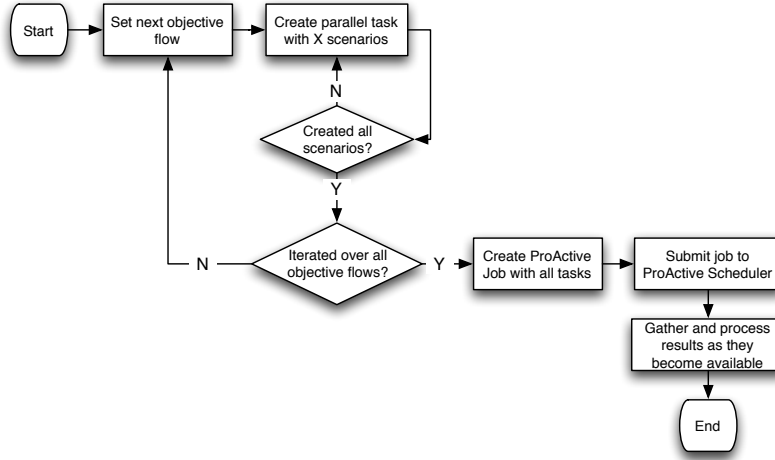 Start
Set next objective
flow
Create parallel task
with X scenarios
N
Created all
scenarios?
Y
Iterated over all
objective flows?
N
Y
Create ProActive
Job with all tasks
Submit job to
ProActive Scheduler
Gather and process
results as they
become available
End